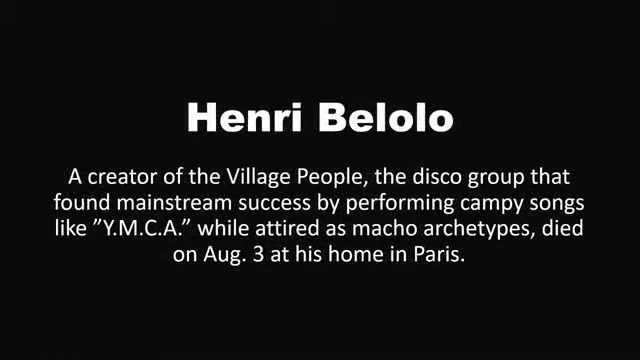 Henri Belolo
A creator of the Village People, the disco group that
found mainstream success by performing campy songs
like ”Y.M.C.A.” while attired as macho archetypes, died
on Aug. 3 at his home in Paris.